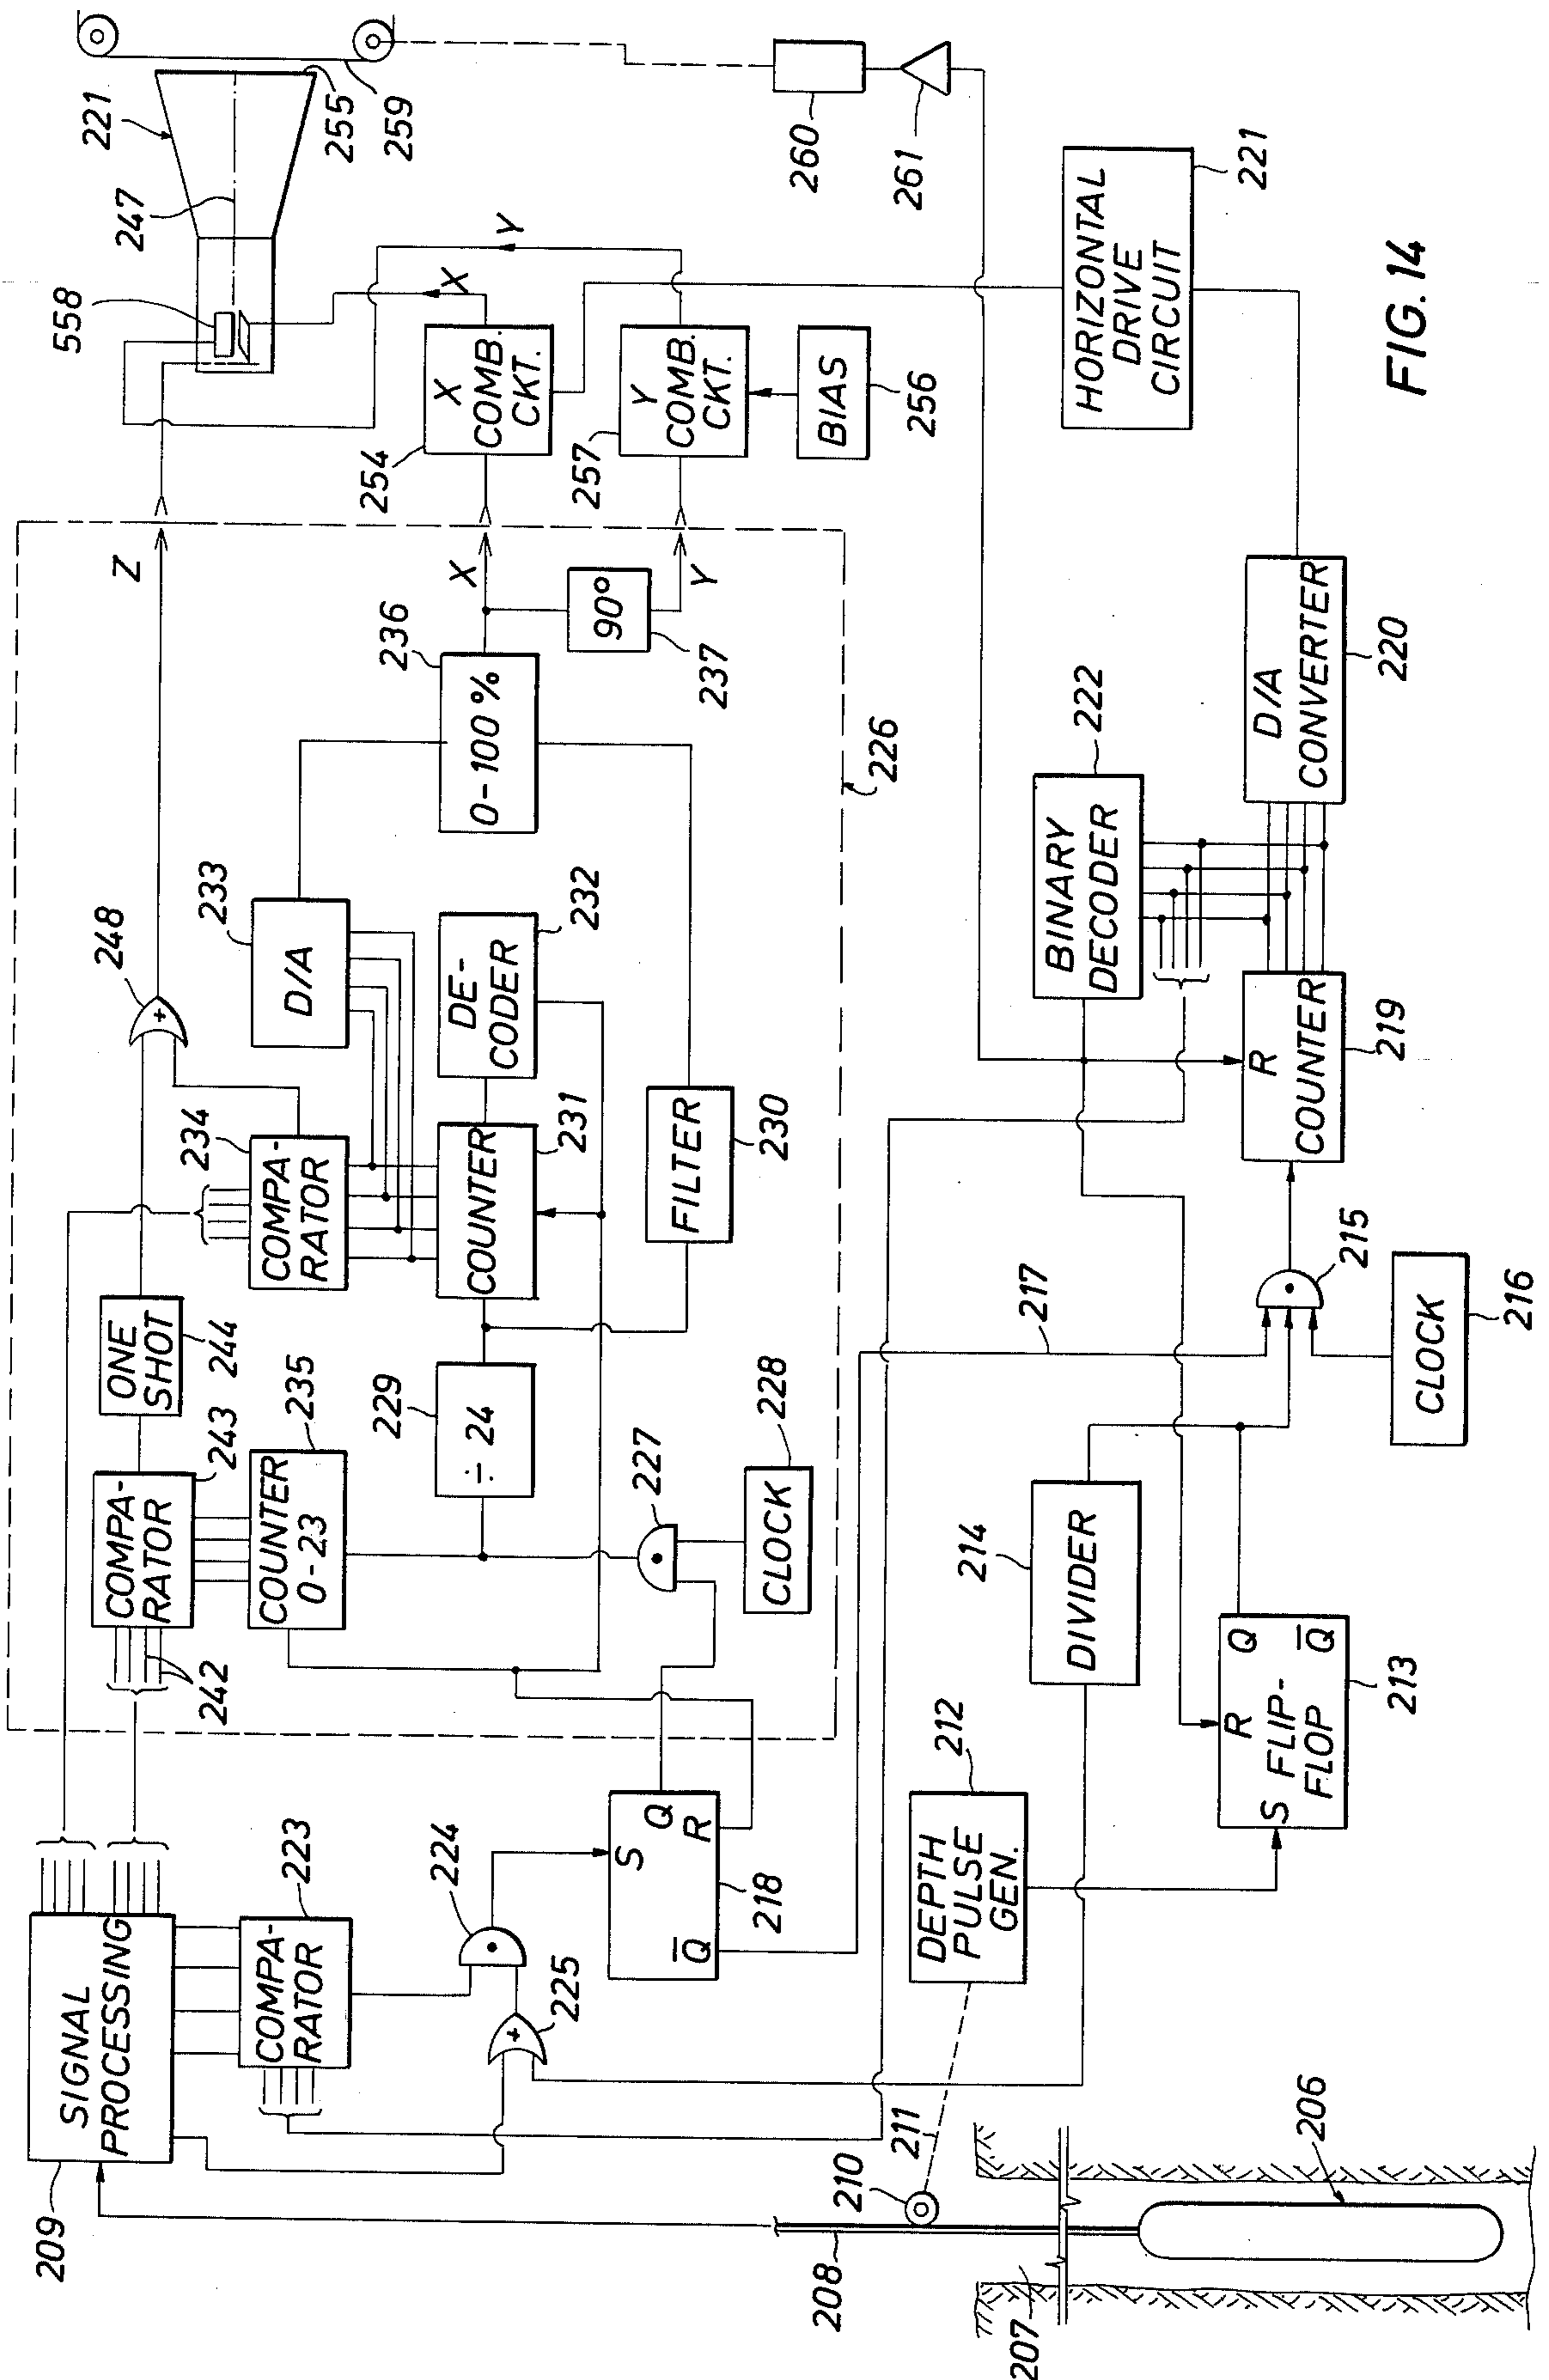 209
SIGNAL
PROCESSING
COMPA-
RATOR
223
224
225
S
Q
R
Q̅
218
242
COMPA-
RATOR
243
ONE
SHOT
244
COUNTER
0-23
235
229
÷ 24
227
CLOCK
228
234
COMPA-
RATOR
COUNTER
231
FILTER
230
248
+
233
D/A
DE-
CODER
232
236
0-100%
90°
237
226
Z
X
Y
254
X
COMB.
CKT.
257
Y
COMB.
CKT.
BIAS
256
X
Y
558
247
221
255
259
260
261
HORIZONTAL
DRIVE
CIRCUIT
221
206
207
208
210
211
212
DEPTH
PULSE
GEN.
214
DIVIDER
R
Q
S
FLIP-
FLOP
Q̅
213
217
215
CLOCK
216
R
COUNTER
219
BINARY
DECODER
222
D/A
CONVERTER
220
FIG. 14